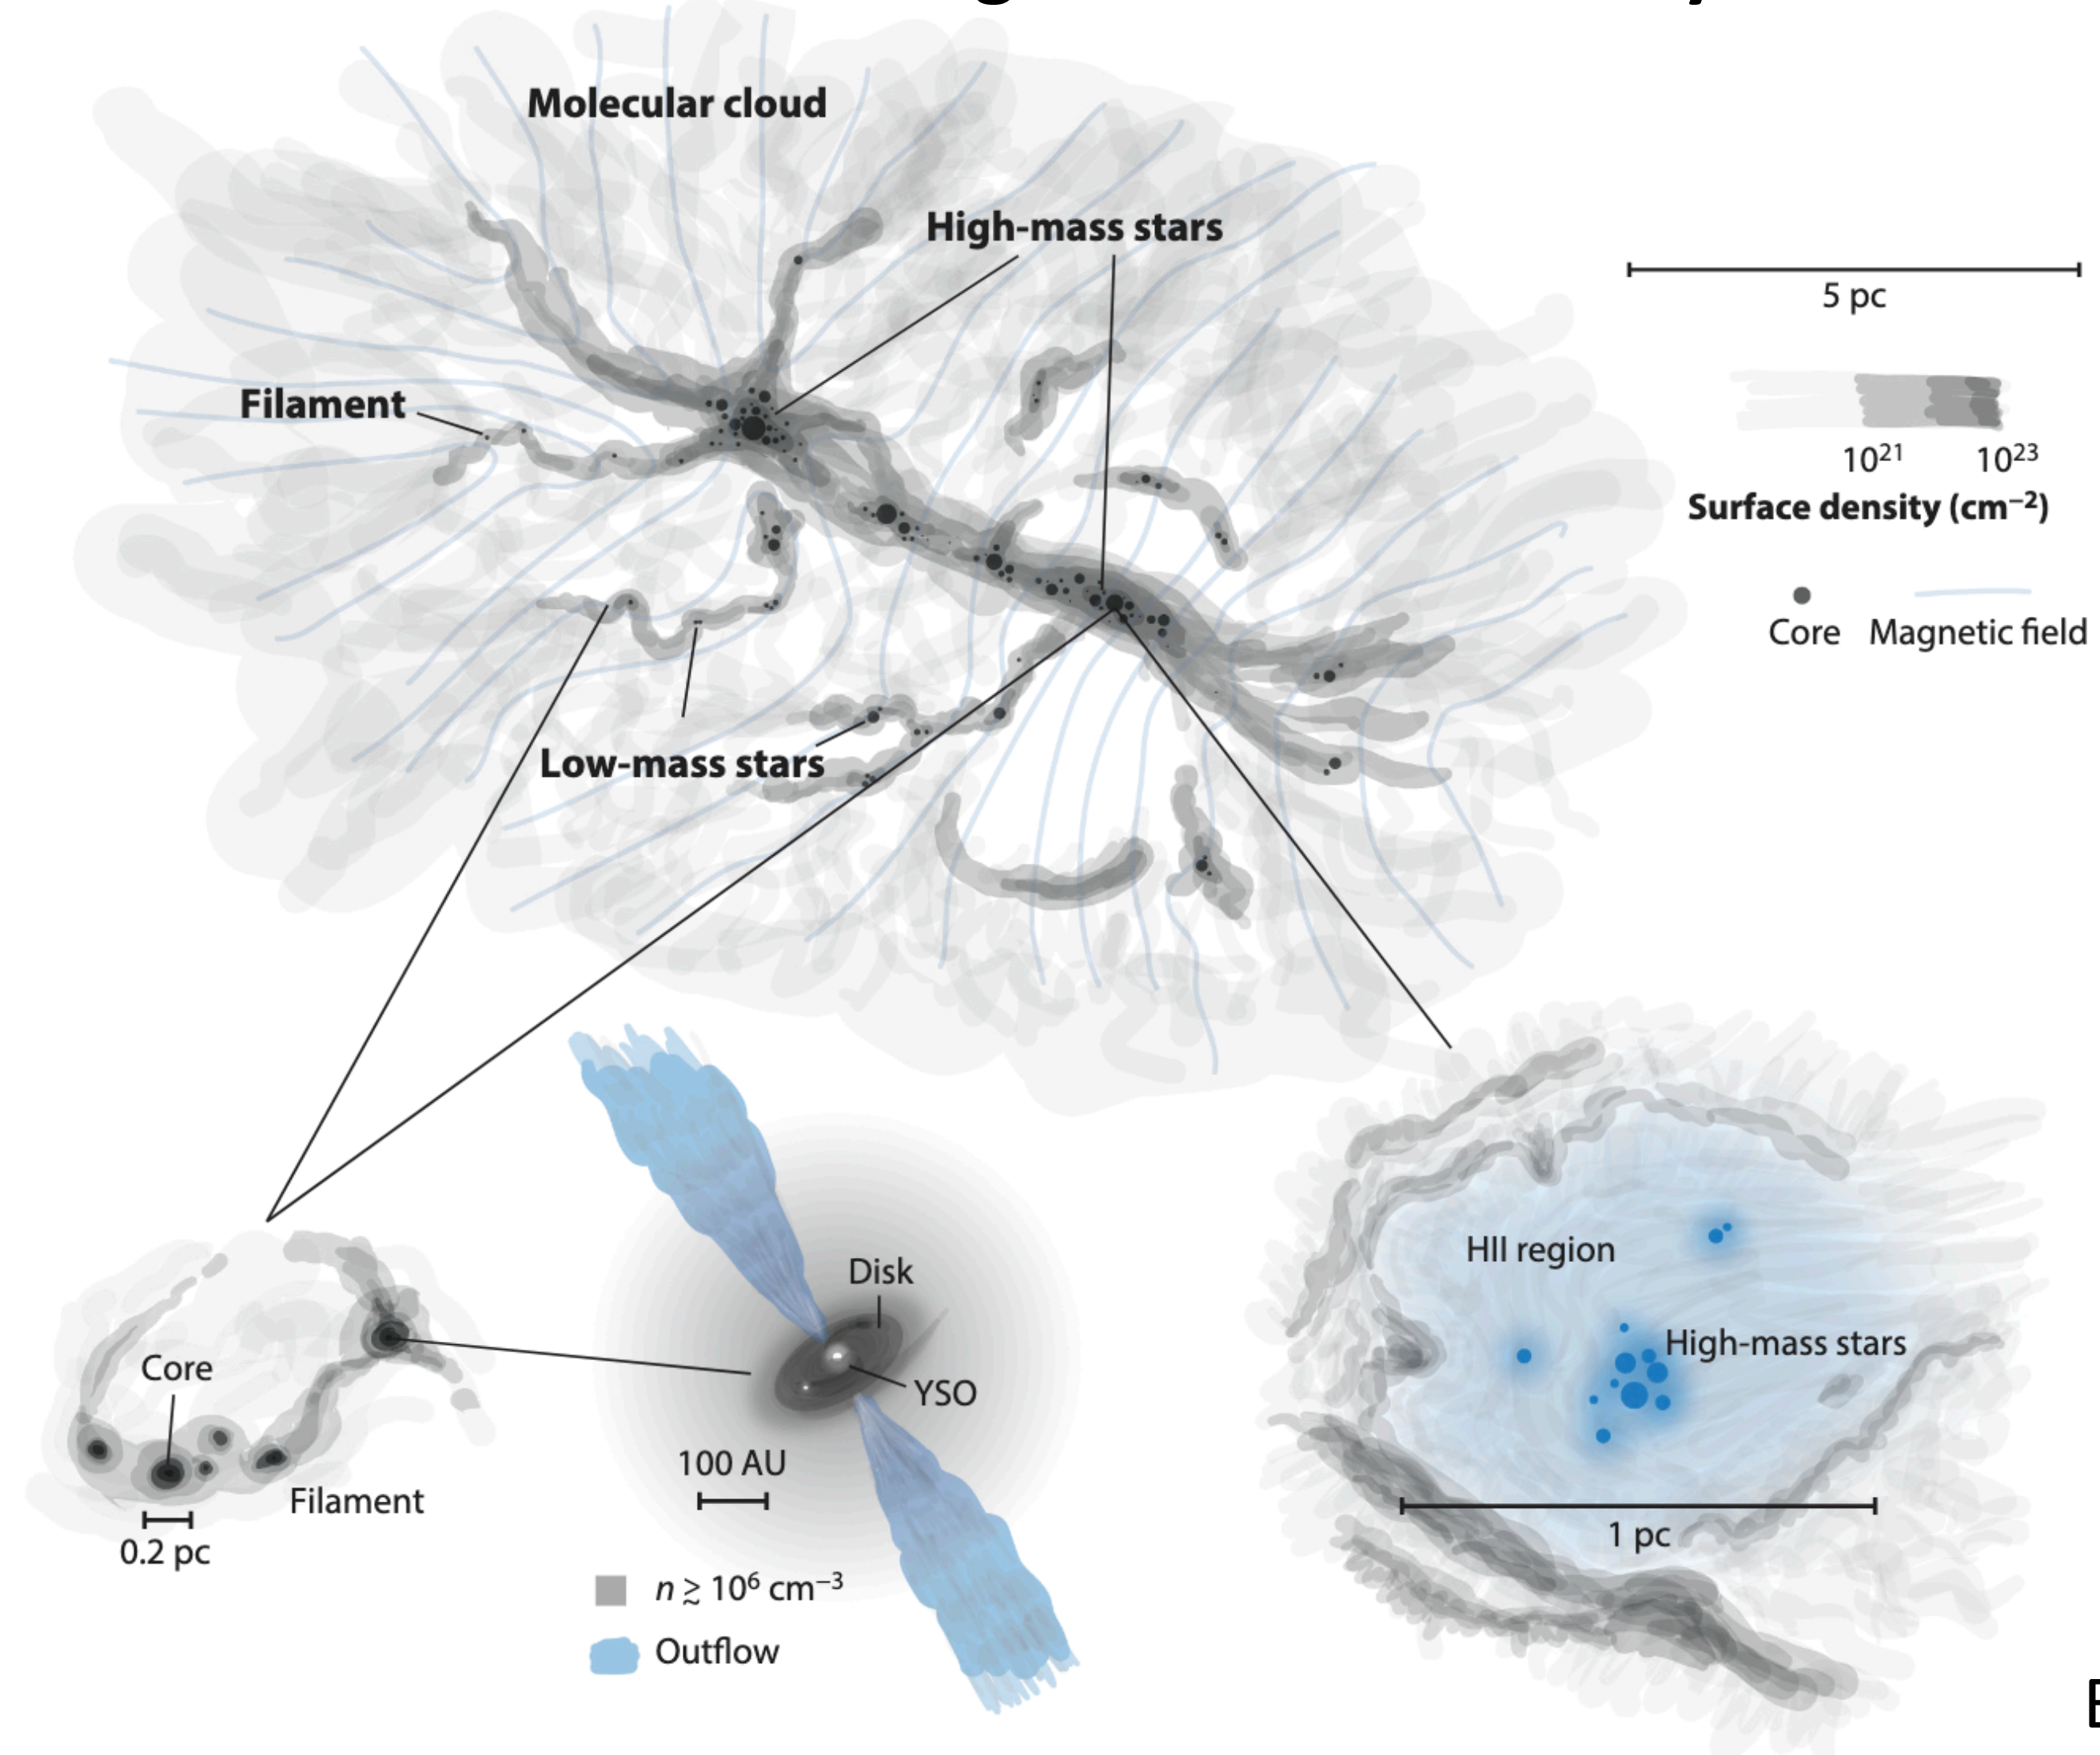 Molecular cloud
High-mass stars
5 pc
Filament
10²¹ 10²³
Surface density (cm⁻²)
Core Magnetic field
Low-mass stars
Disk
YSO
100 AU
n ≳ 10⁶ cm⁻³
Outflow
Core
Filament
0.2 pc
HII region
High-mass stars
1 pc